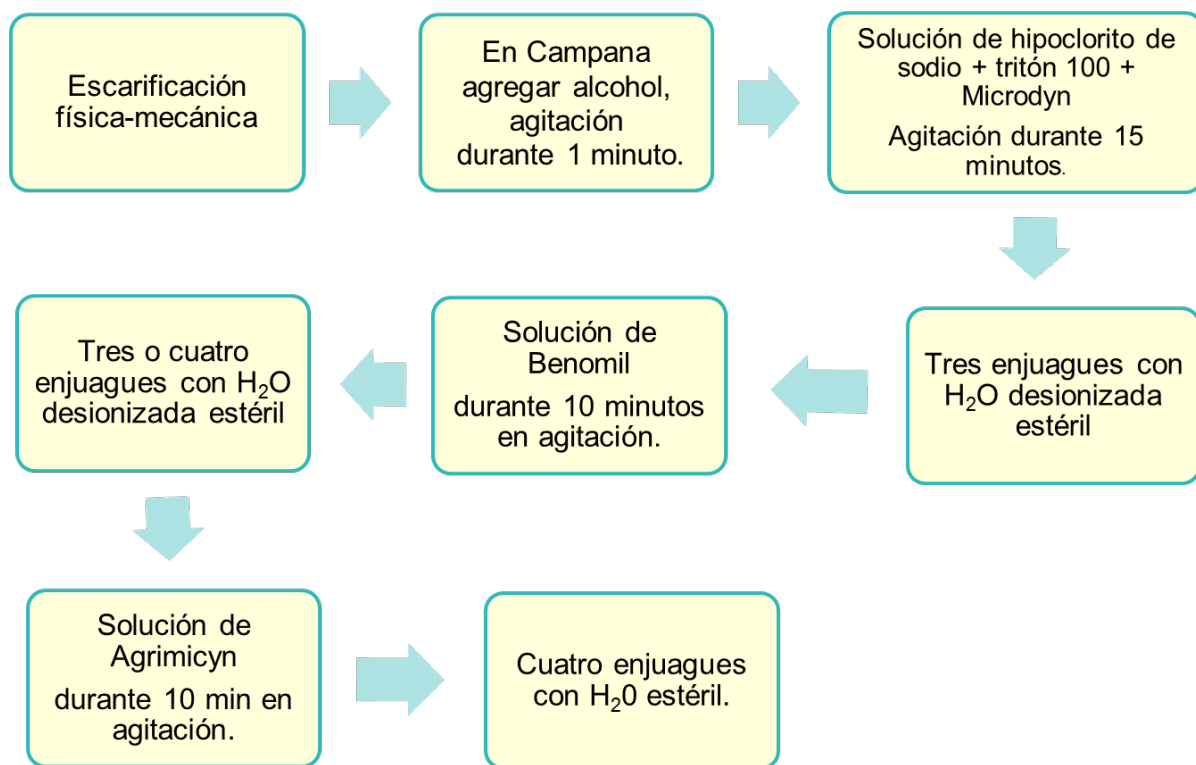 Escarificación
física-mecánica
En Campana
agregar alcohol,
agitación
durante 1 minuto.
Solución de hipoclorito de
sodio + tritón 100 +
Microdyn
Agitación durante 15
minutos.
Tres enjuagues con
H₂O desionizada
estéril
Solución de
Benomil
durante 10 minutos
en agitación.
Tres o cuatro
enjuagues con H₂O
desionizada estéril
Solución de
Agrimicyn
durante 10 min en
agitación.
Cuatro enjuagues
con H₂0 estéril.